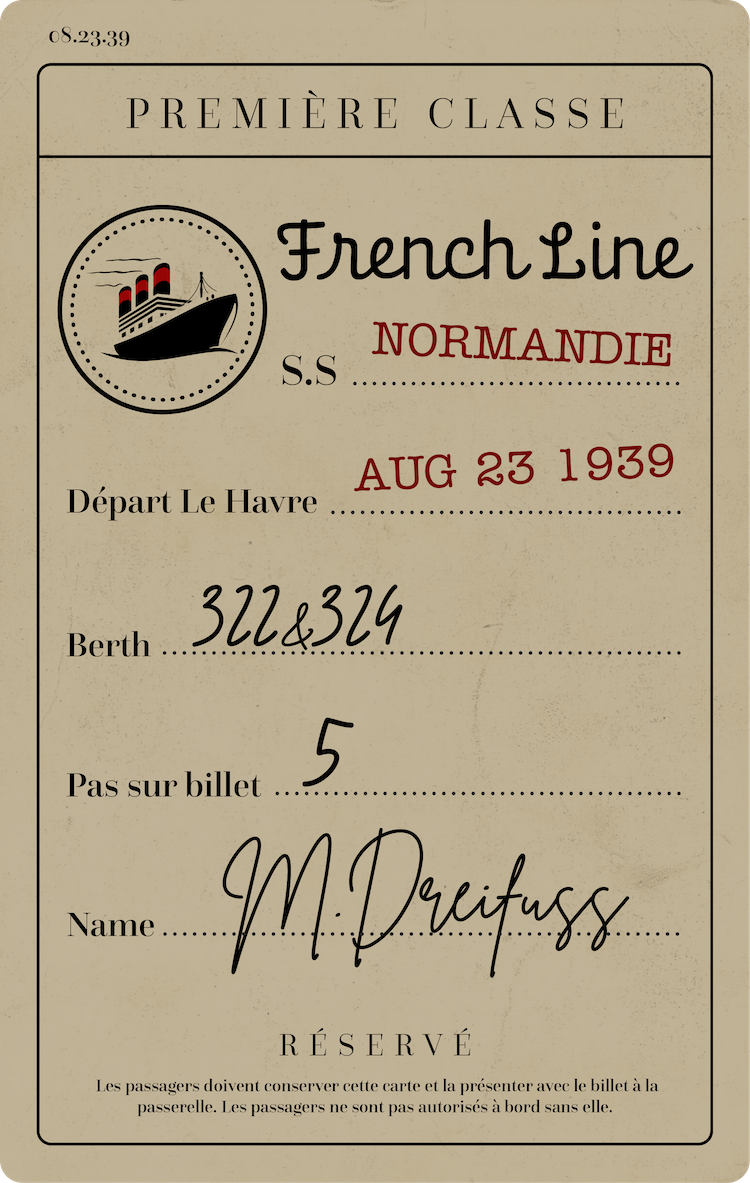 08.23.39
PREMIÈRE CLASSE
French Line
S.S NORMANDIE
Départ Le Havre AUG 23 1939
Berth 322&324
Pas sur billet 5
Name M. Dreifuss
RÉSERVÉ
Les passagers doivent conserver cette carte et la présenter avec le billet à la
passerelle. Les passagers ne sont pas autorisés à bord sans elle.